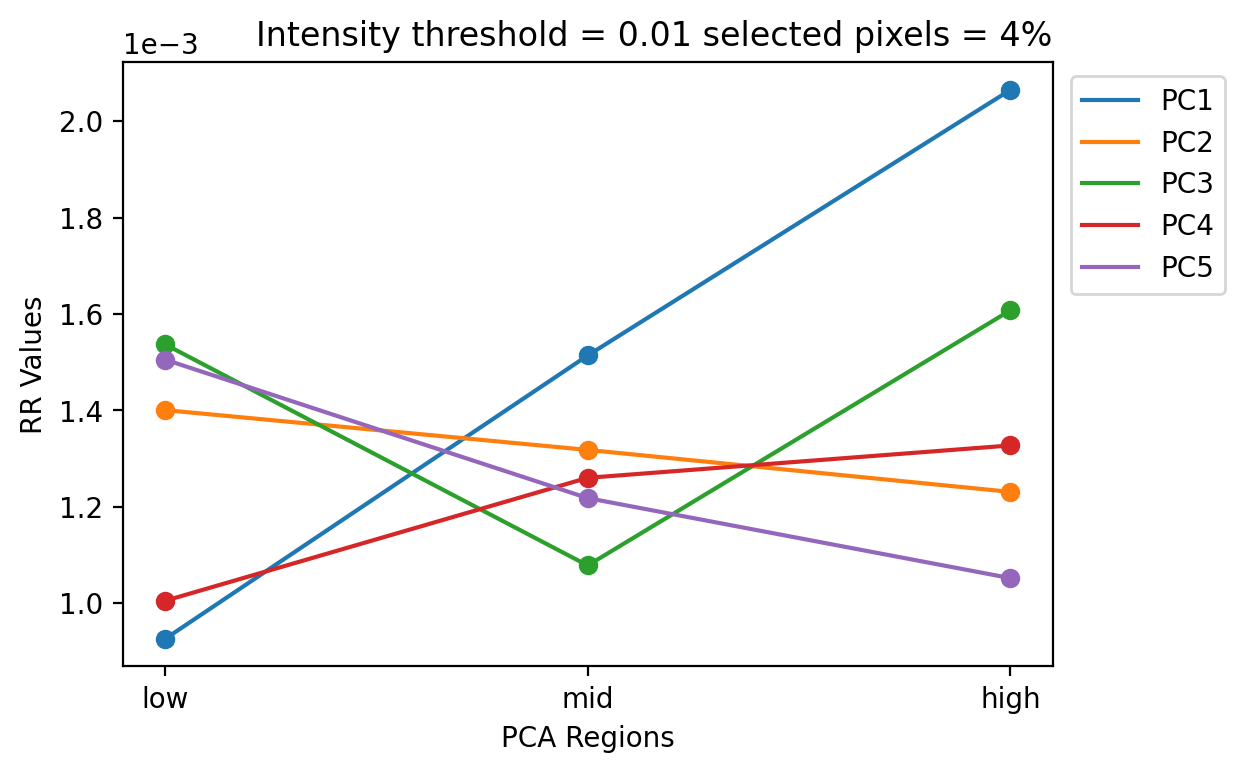 Intensity threshold = 0.01 selected pixels = 4%
1e−3
2.0
1.8
1.6
1.4
1.2
1.0
RR Values
low
mid
high
PCA Regions
PC1
PC2
PC3
PC4
PC5